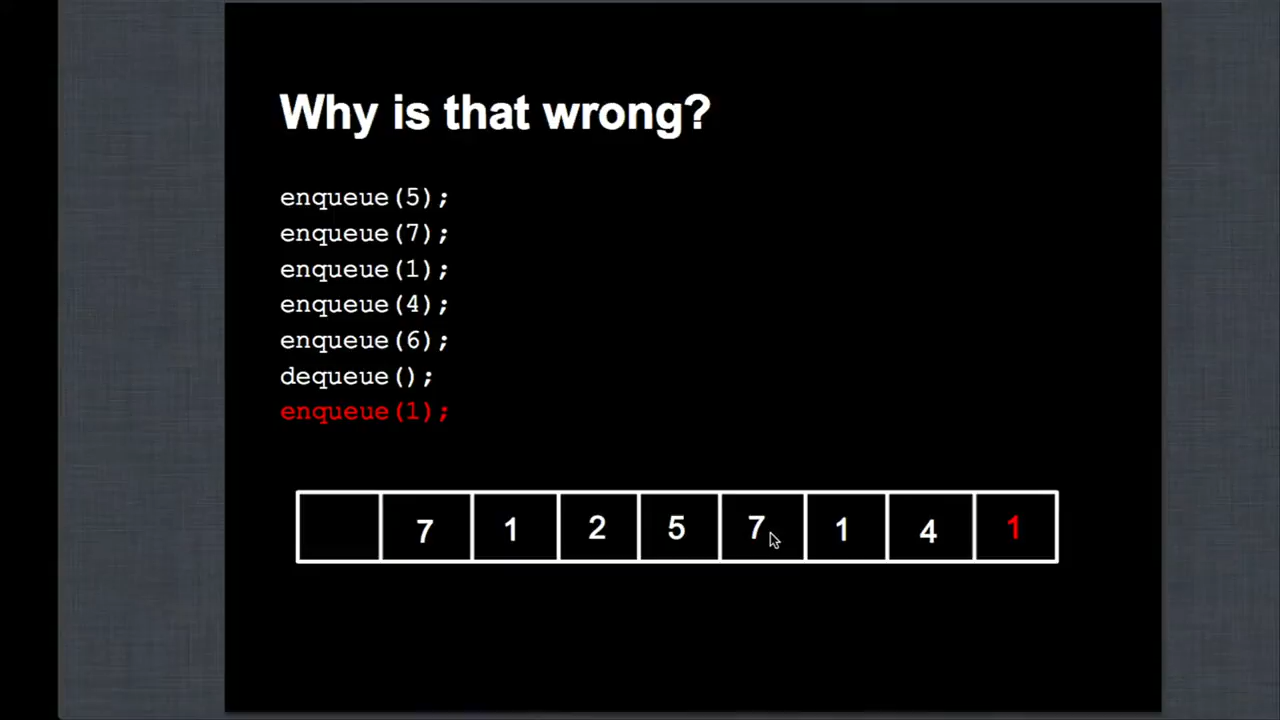 Why is that wrong?
enqueue(5);
enqueue(7);
enqueue(1);
enqueue(4);
enqueue(6);
dequeue();
enqueue(1);
7 1 2 5 7 1 4 1